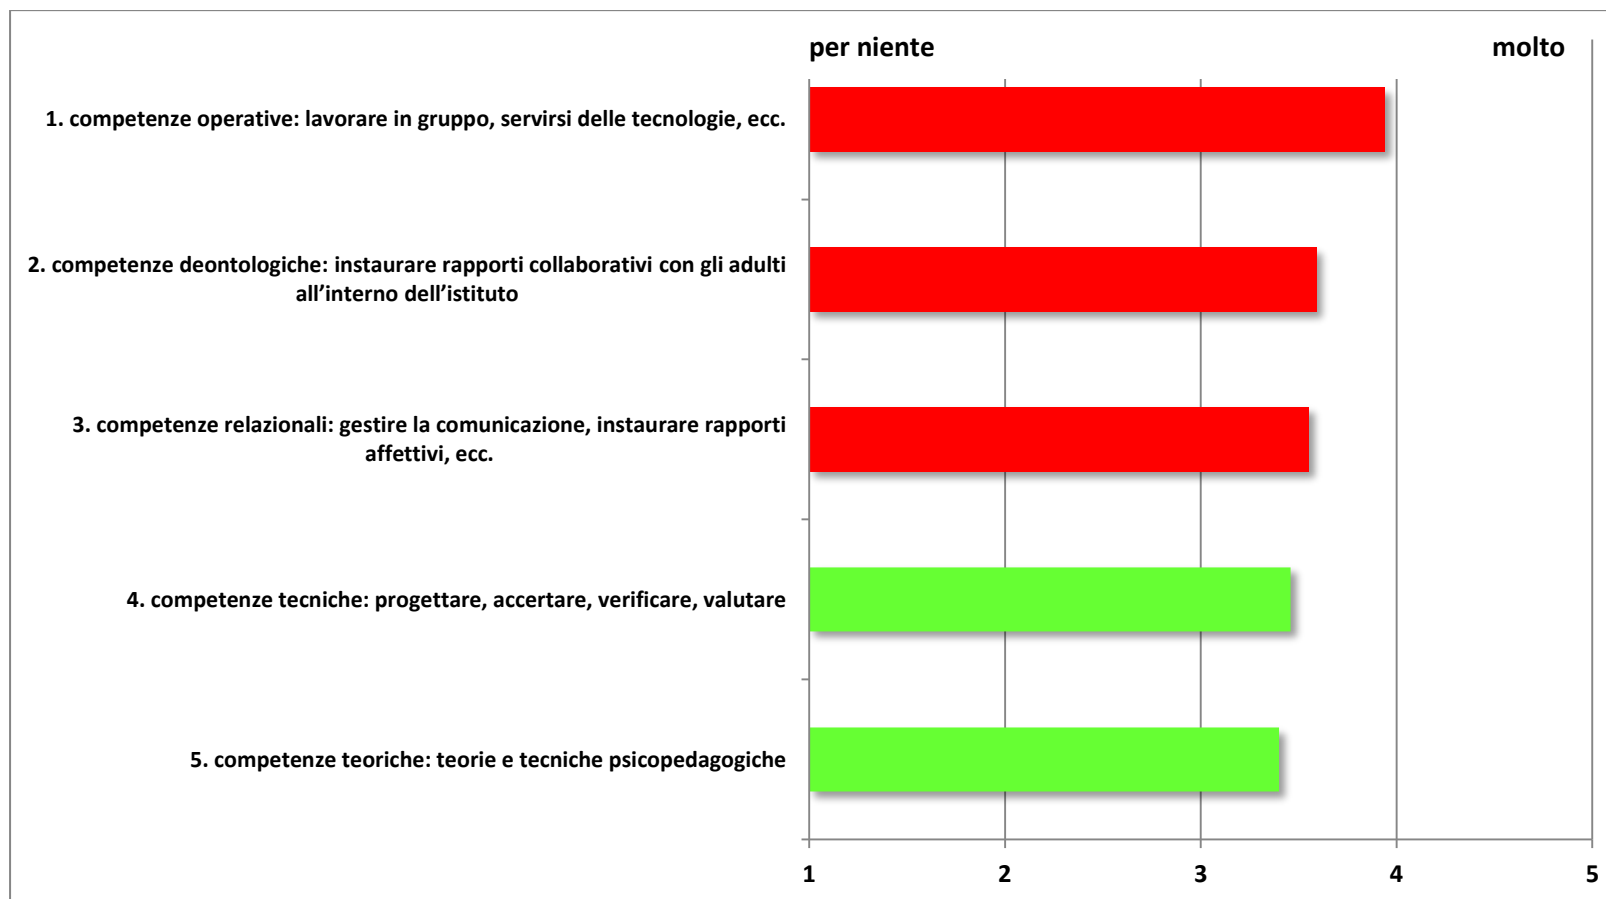 per niente
molto
1. competenze operative: lavorare in gruppo, servirsi delle tecnologie, ecc.
2. competenze deontologiche: instaurare rapporti collaborativi con gli adulti
all’interno dell’istituto
3. competenze relazionali: gestire la comunicazione, instaurare rapporti
affettivi, ecc.
4. competenze tecniche: progettare, accertare, verificare, valutare
5. competenze teoriche: teorie e tecniche psicopedagogiche
1 2 3 4 5